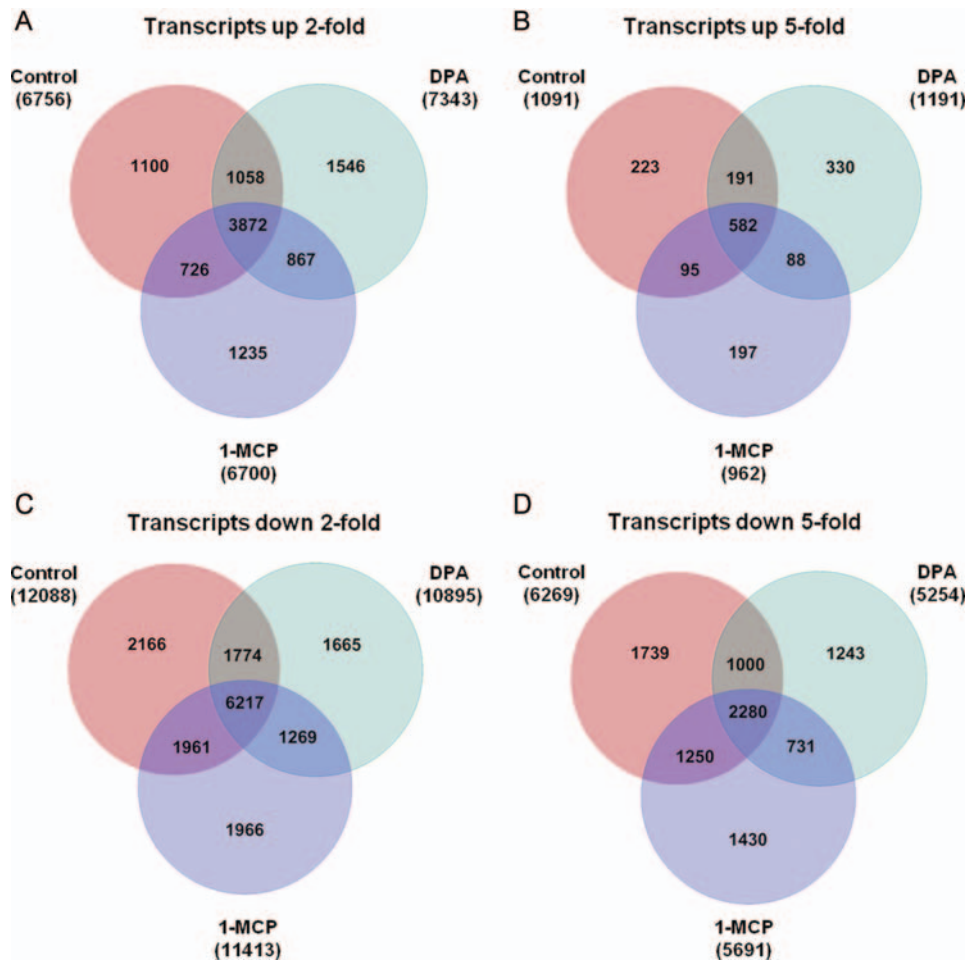 A
Transcripts up 2-fold
Control
(6756)
DPA
(7343)
1100
1058
1546
3872
726
867
1235
1-MCP
(6700)
B
Transcripts up 5-fold
Control
(1091)
DPA
(1191)
223
191
330
582
95
88
197
1-MCP
(962)
C
Transcripts down 2-fold
Control
(12088)
DPA
(10895)
2166
1774
1665
6217
1961
1269
1966
1-MCP
(11413)
D
Transcripts down 5-fold
Control
(6269)
DPA
(5254)
1739
1000
1243
2280
1250
731
1430
1-MCP
(5691)